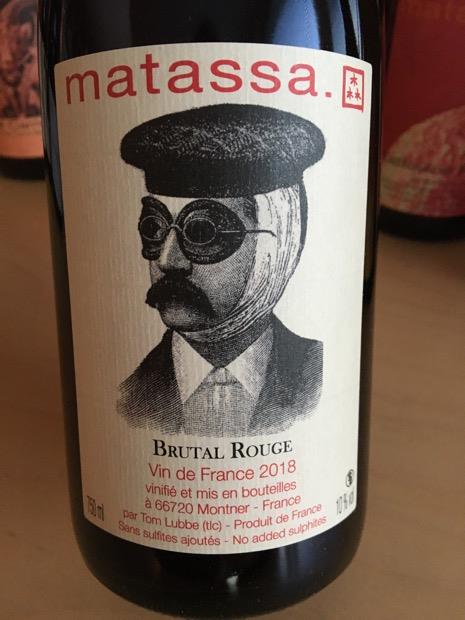 matassa.
BRUTAL ROUGE
Vin de France 2018
vinifié et mis en bouteilles
à 66720 Montner - France
par Tom Lubbe (tlc) - Produit de France
Sans sulfites ajoutés - No added sulphites
750 ml
10 % vol